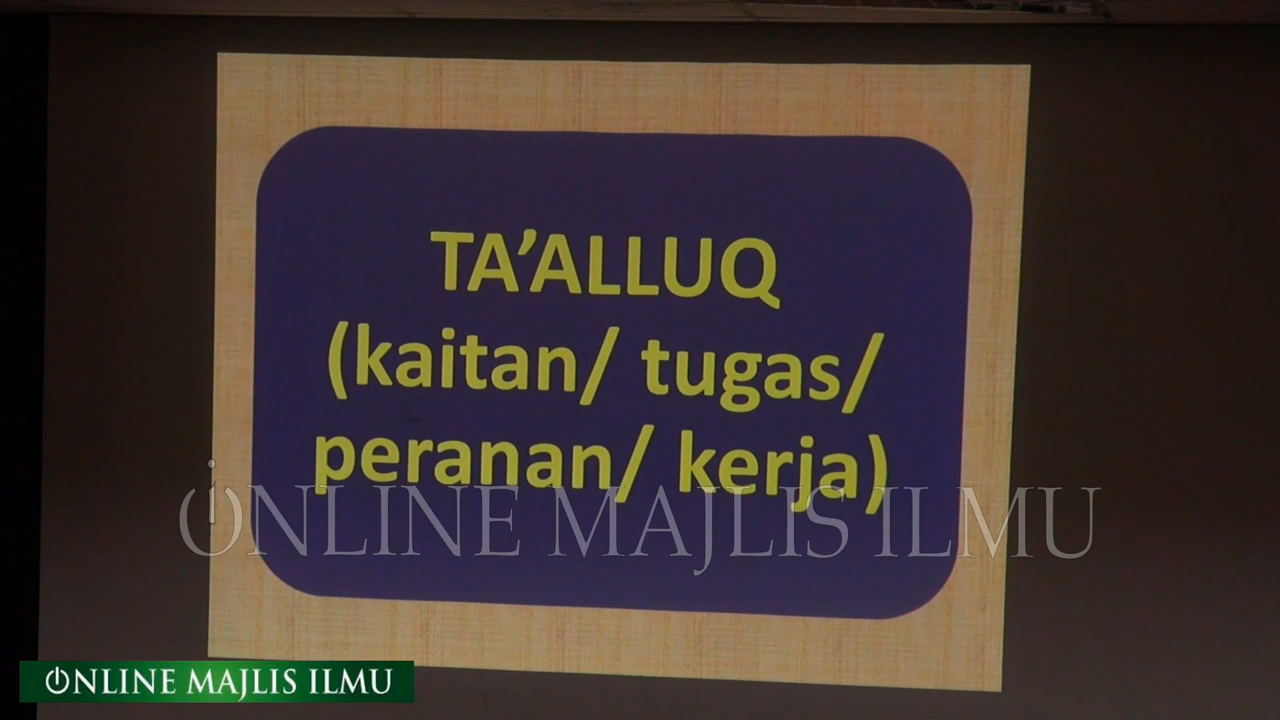 TA’ALLUQ
(kaitan/ tugas/
peranan/ kerja)
ONLINE MAJLIS ILMU
ONLINE MAJLIS ILMU